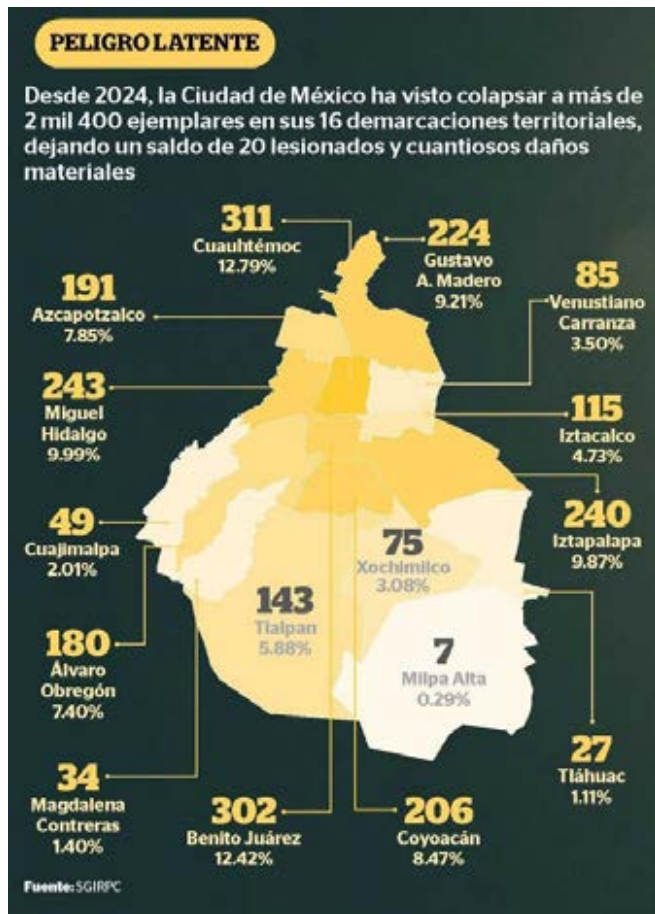 PELIGRO LATENTE
Desde 2024, la Ciudad de México ha visto colapsar a más de
2 mil 400 ejemplares en sus 16 demarcaciones territoriales,
dejando un saldo de 20 lesionados y cuantiosos daños
materiales
311
Cuauhtémoc
12.79%
224
Gustavo
A. Madero
9.21%
191
Azcapotzalco
7.85%
85
Venustiano
Carranza
3.50%
243
Miguel
Hidalgo
9.99%
115
Iztacalco
4.73%
49
Cuajimalpa
2.01%
240
Iztapalapa
9.87%
75
Xochimilco
3.08%
143
Tlalpan
5.88%
180
Álvaro
Obregón
7.40%
7
Milpa Alta
0.29%
27
Tláhuac
1.11%
34
Magdalena
Contreras
1.40%
302
Benito Juárez
12.42%
206
Coyoacán
8.47%
Fuente: SGIRPC